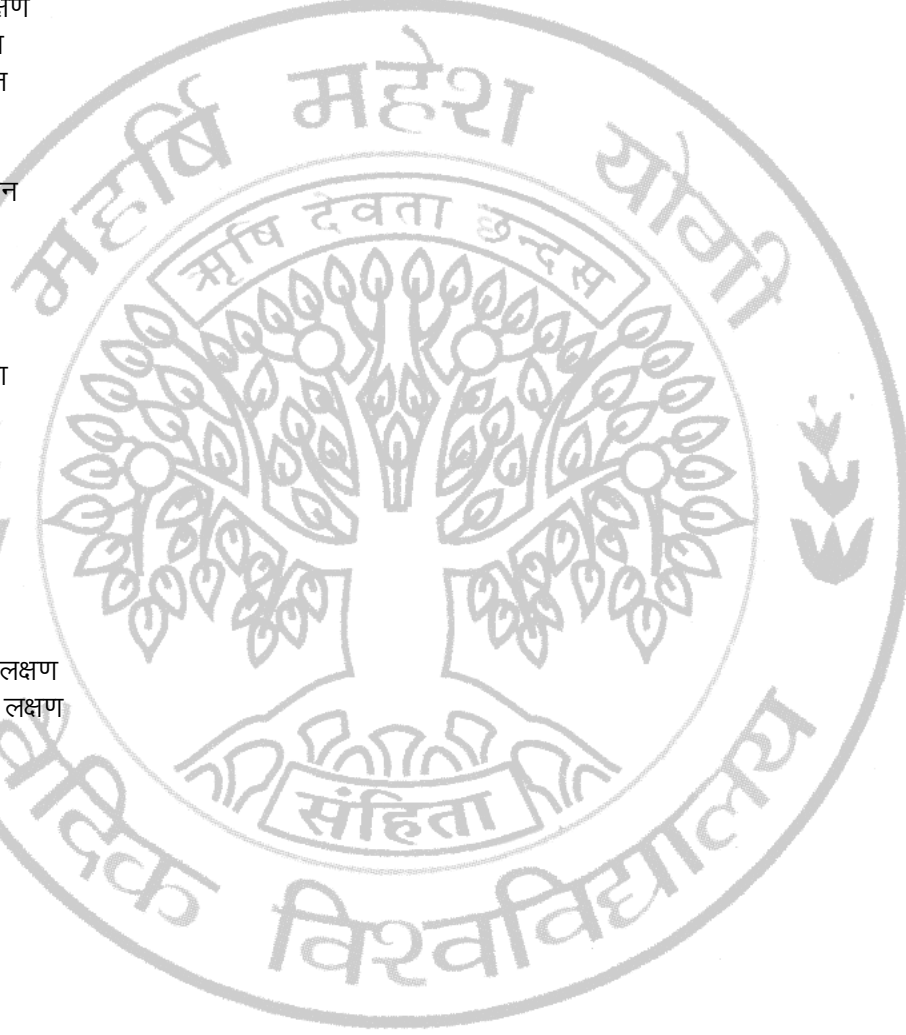 लक्षण
लक्षण
महर्षि महेश योगी
ऋषि देवता छन्दस
संहिता
वैदिक विश्वविद्यालय